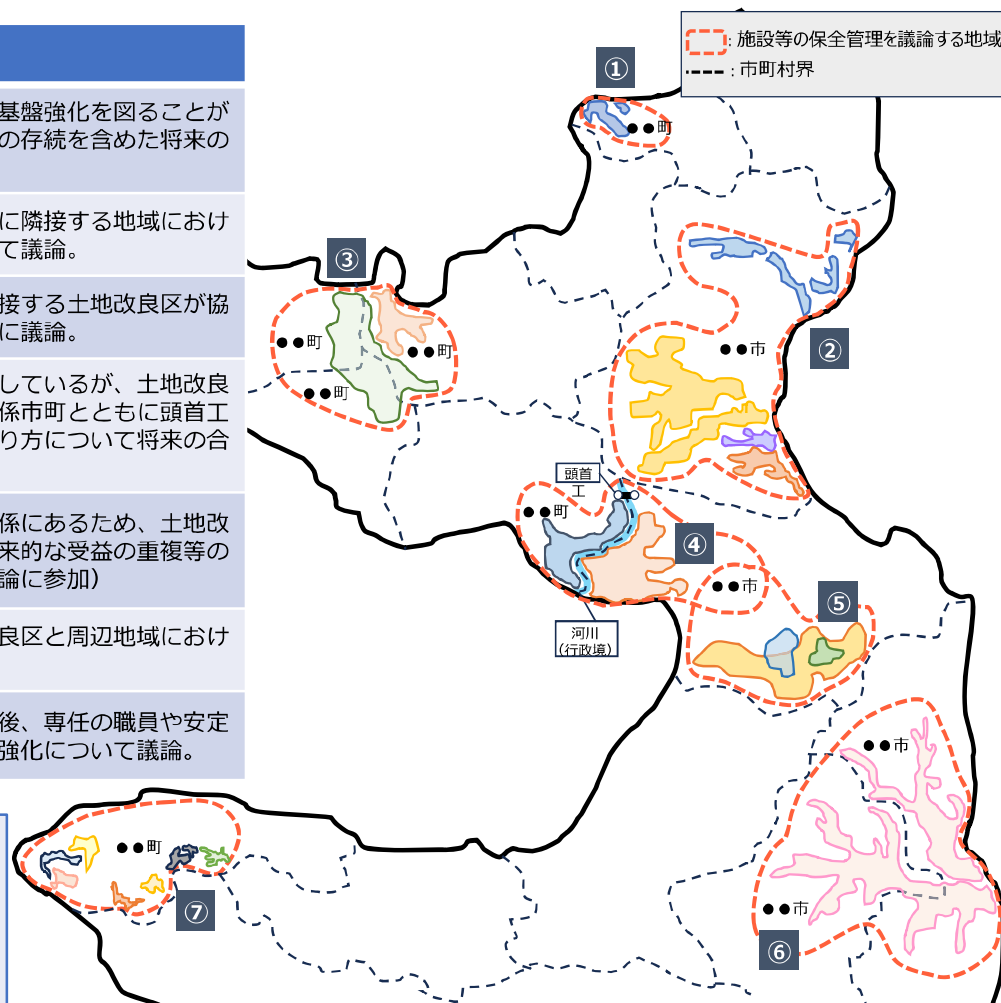 基盤強化を図ることが
の存続を含めた将来の
に隣接する地域におけ
て議論。
接する土地改良区が協
に議論。
しているが、土地改良
係市町とともに頭首工
り方について将来の合
係にあるため、土地改
来的な受益の重複等の
論に参加）
良区と周辺地域におけ
後、専任の職員や安定
強化について議論。
：施設等の保全管理を議論する地域
：市町村界
①
●●町
③
●●町
●●町
●●町
●●市
②
頭首
工
●●町
④
●●市
⑤
河川
（行政境）
●●市
●●町
⑦
●●市
⑥